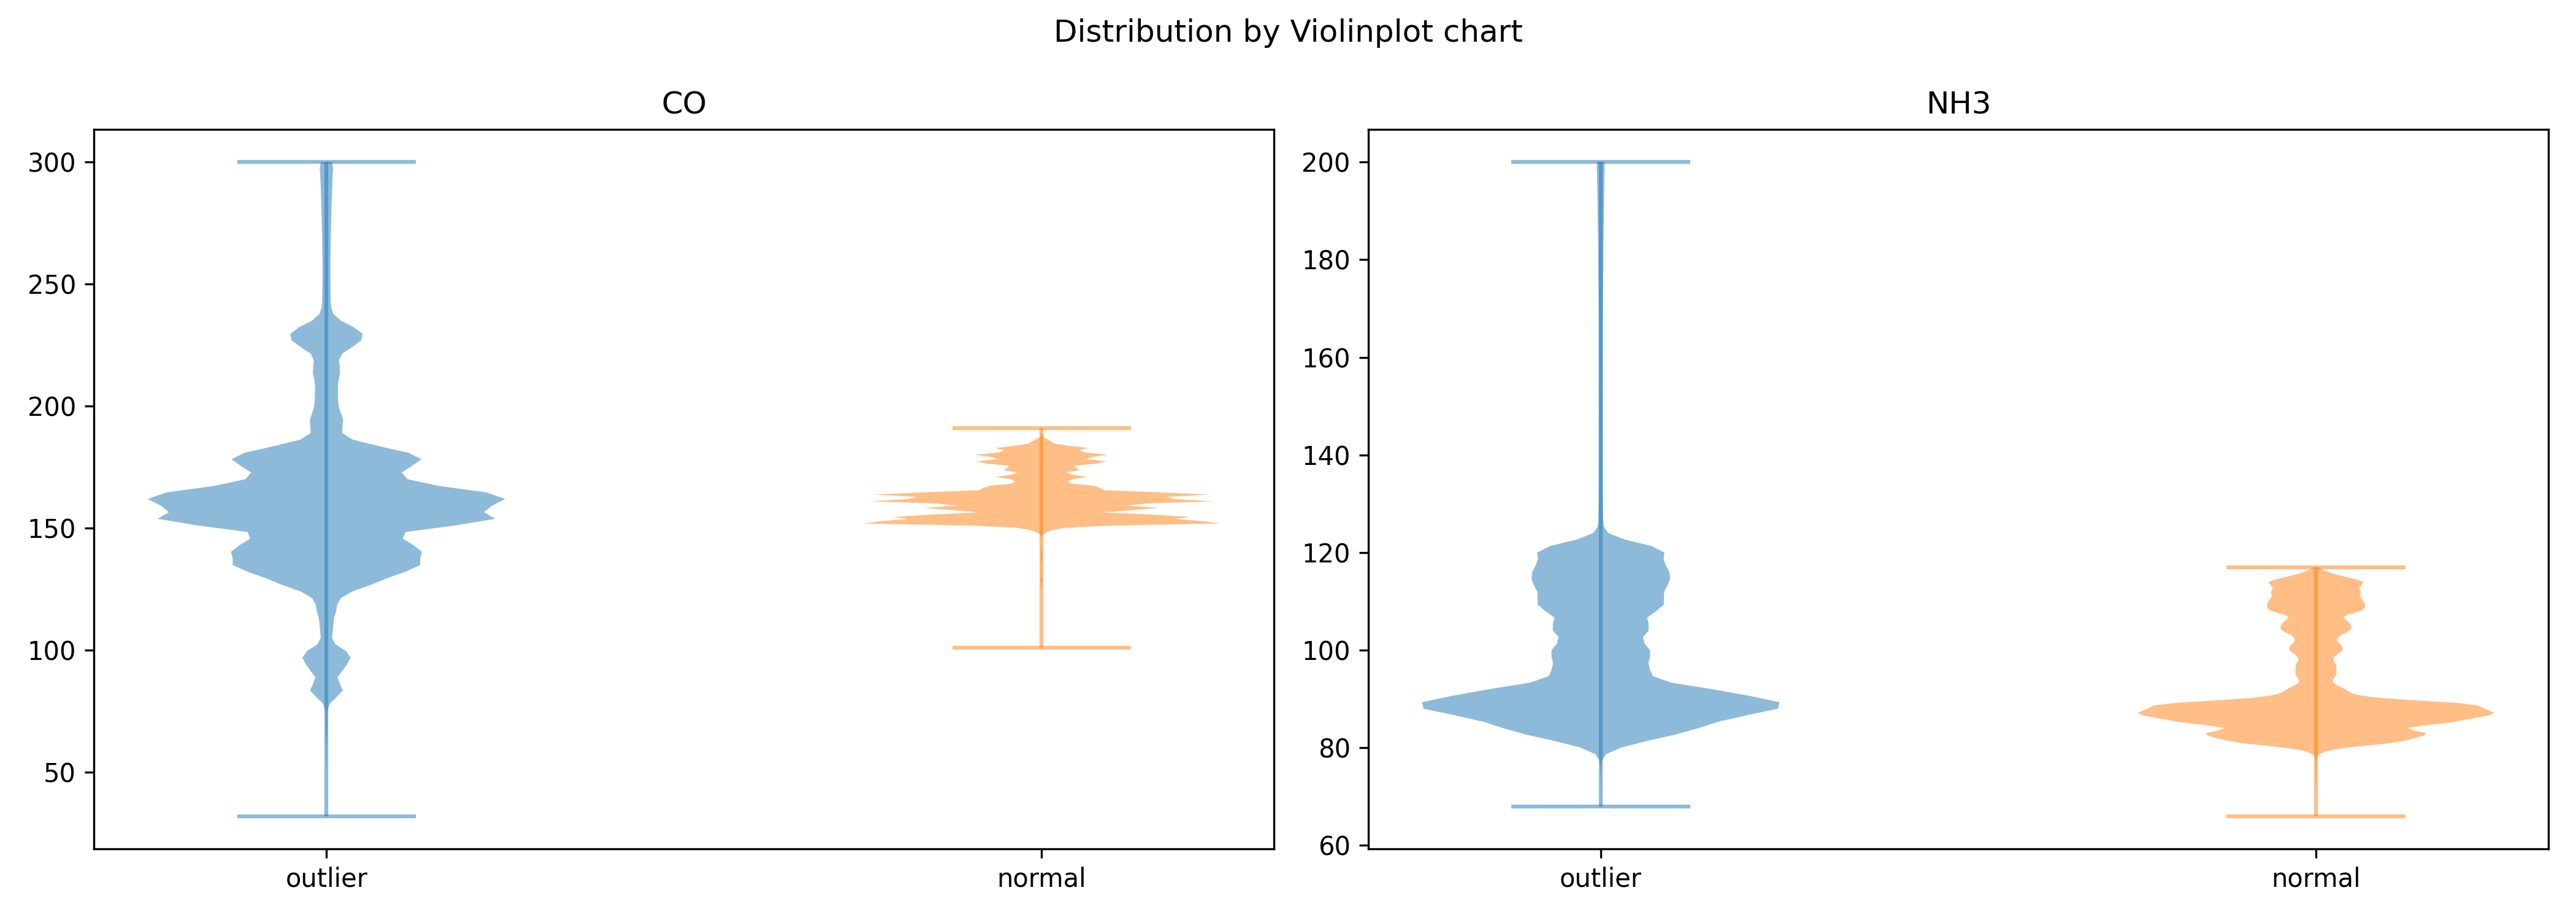 Distribution by Violinplot chart
CO
300
250
200
150
100
50
outlier normal
NH3
200
180
160
140
120
100
80
60
outlier normal